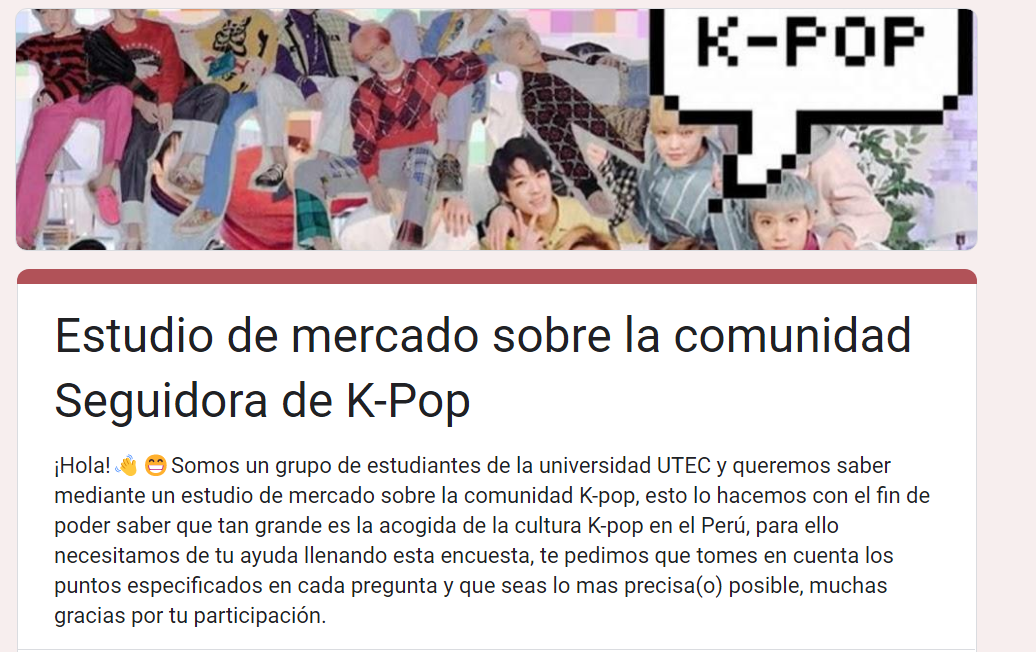 K-POP
Estudio de mercado sobre la comunidad
Seguidora de K-Pop
¡Hola!👋 😁 Somos un grupo de estudiantes de la universidad UTEC y queremos saber
mediante un estudio de mercado sobre la comunidad K-pop, esto lo hacemos con el fin de
poder saber que tan grande es la acogida de la cultura K-pop en el Perú, para ello
necesitamos de tu ayuda llenando esta encuesta, te pedimos que tomes en cuenta los
puntos especificados en cada pregunta y que seas lo mas precisa(o) posible, muchas
gracias por tu participación.